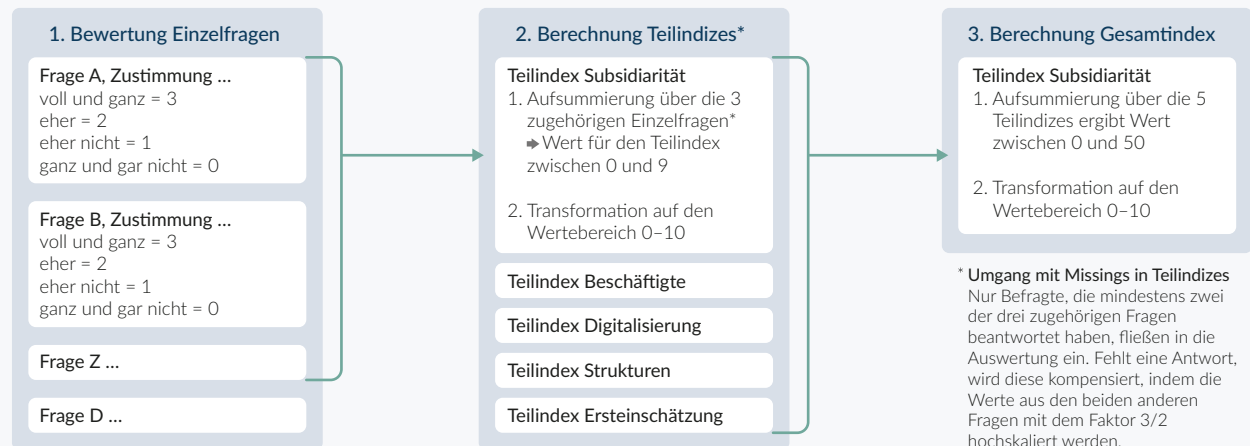 1. Bewertung Einzelfragen
Frage A, Zustimmung ...
voll und ganz = 3
eher = 2
eher nicht = 1
ganz und gar nicht = 0
Frage B, Zustimmung ...
voll und ganz = 3
eher = 2
eher nicht = 1
ganz und gar nicht = 0
Frage Z ...
Frage D ...
2. Berechnung Teilindizes*
Teilindex Subsidiarität
1. Aufsummierung über die 3
zugehörigen Einzelfragen*
➡ Wert für den Teilindex
zwischen 0 und 9
2. Transformation auf den
Wertebereich 0–10
Teilindex Beschäftigte
Teilindex Digitalisierung
Teilindex Strukturen
Teilindex Ersteinschätzung
3. Berechnung Gesamtindex
Teilindex Subsidiarität
1. Aufsummierung über die 5
Teilindizes ergibt Wert
zwischen 0 und 50
2. Transformation auf den
Wertebereich 0–10
* Umgang mit Missings in Teilindizes
Nur Befragte, die mindestens zwei
der drei zugehörigen Fragen
beantwortet haben, fließen in die
Auswertung ein. Fehlt eine Antwort,
wird diese kompensiert, indem die
Werte aus den beiden anderen
Fragen mit dem Faktor 3/2
hochskaliert werden.